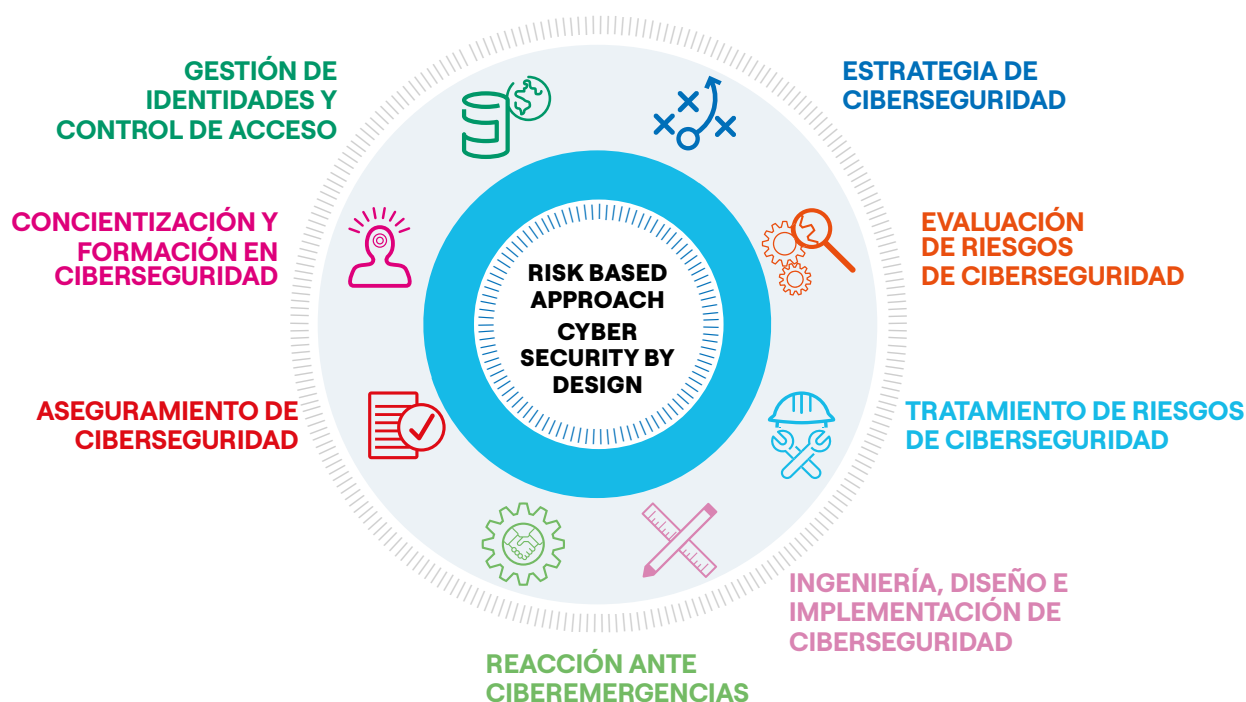 GESTIÓN DE
IDENTIDADES Y
CONTROL DE ACCESO
ESTRATEGIA DE
CIBERSEGURIDAD
CONCIENTIZACIÓN Y
FORMACIÓN EN
CIBERSEGURIDAD
EVALUACIÓN
DE RIESGOS
DE CIBERSEGURIDAD
RISK BASED
APPROACH
CYBER
SECURITY BY
DESIGN
ASEGURAMIENTO DE
CIBERSEGURIDAD
TRATAMIENTO DE RIESGOS
DE CIBERSEGURIDAD
INGENIERÍA, DISEÑO E
IMPLEMENTACIÓN DE
CIBERSEGURIDAD
REACCIÓN ANTE
CIBEREMERGENCIAS